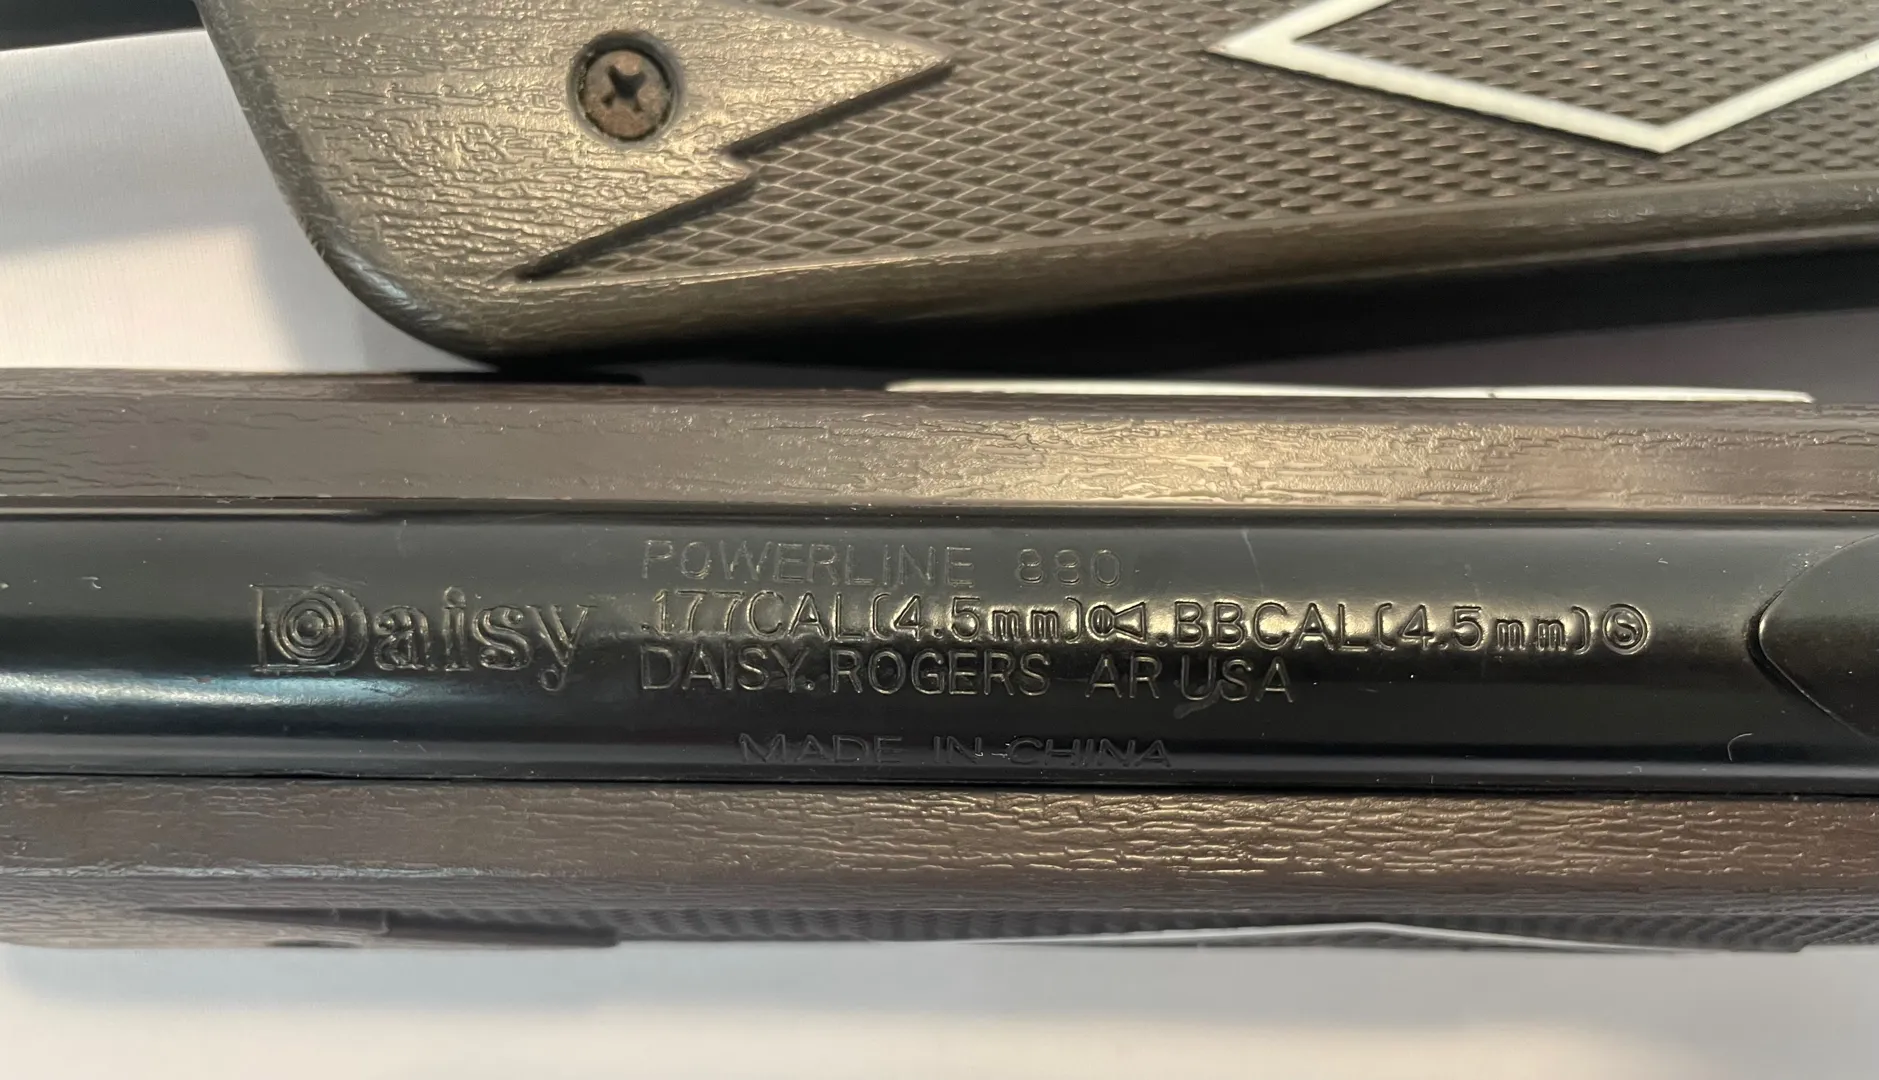 Daisy
POWERLINE 880
.177CAL(4.5mm) .BBCAL(4.5mm) Ⓢ
DAISY. ROGERS AR USA
MADE IN CHINA